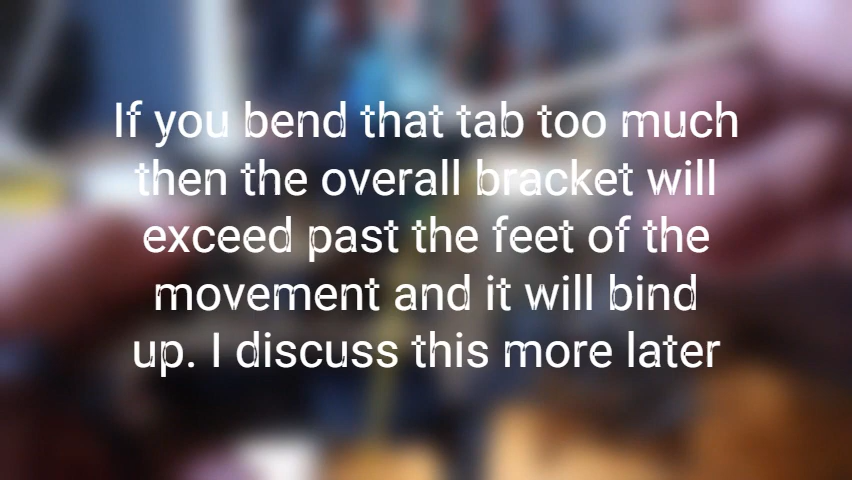 If you bend that tab too much
then the overall bracket will
exceed past the feet of the
movement and it will bind
up. I discuss this more later